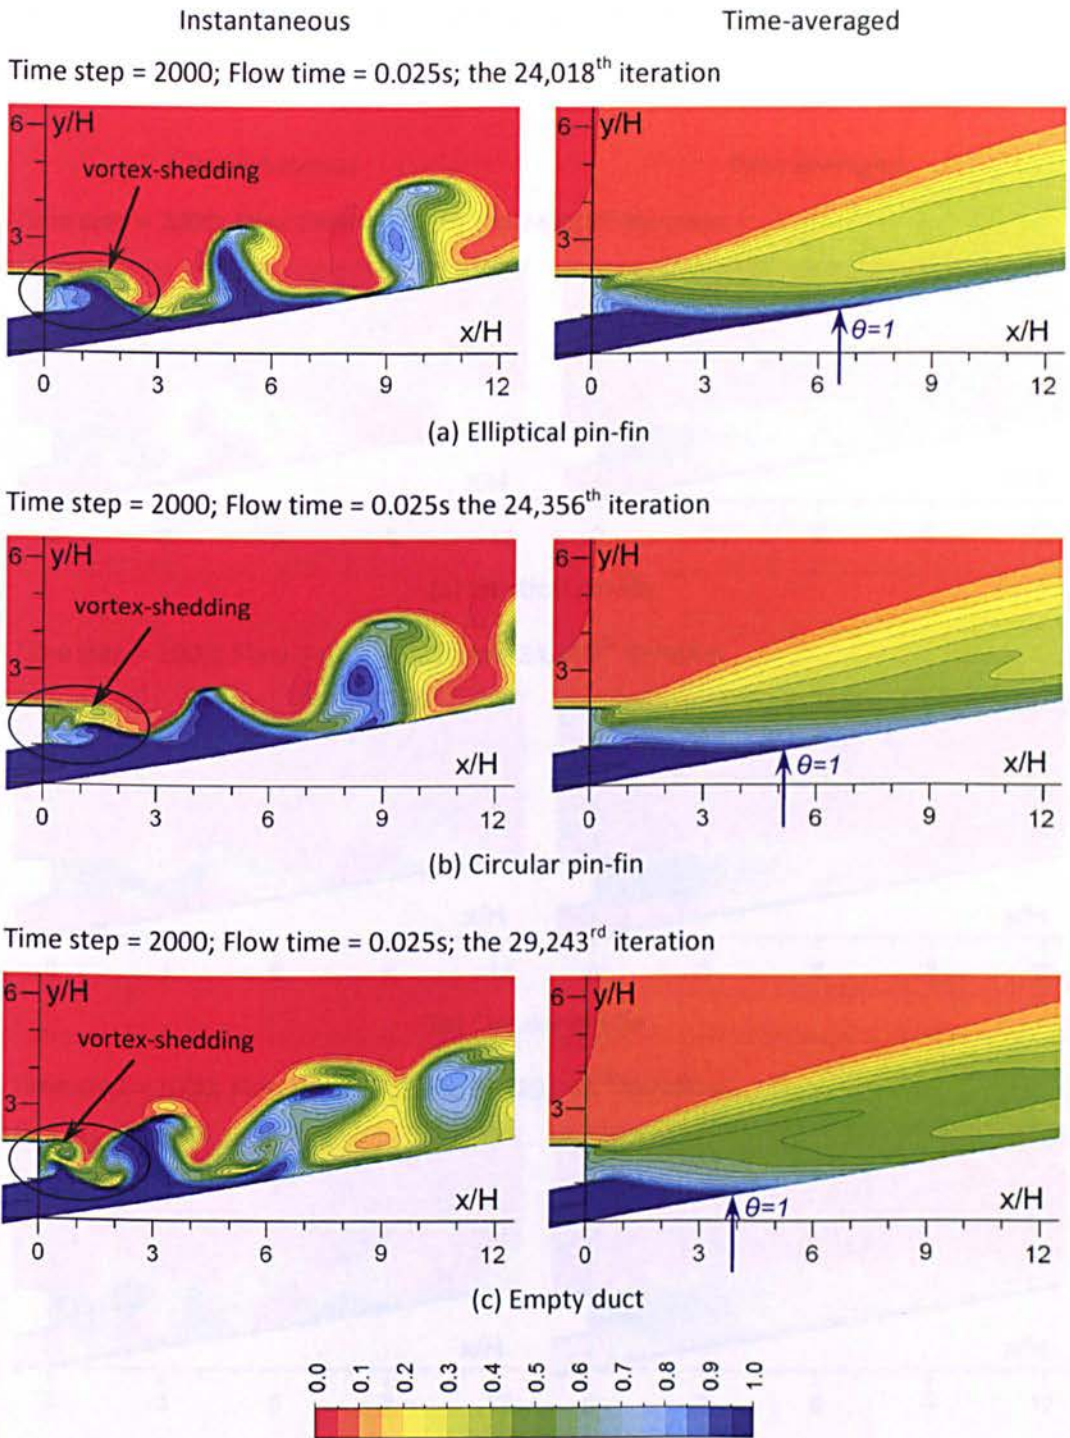 Instantaneous Time-averaged
Time step = 2000; Flow time = 0.025s; the 24,018th iteration
6 y/H
vortex-shedding
3
x/H
0 3 6 9 12
6 y/H
3
θ=1
x/H
0 3 6 9 12
(a) Elliptical pin-fin
Time step = 2000; Flow time = 0.025s the 24,356th iteration
6 y/H
vortex-shedding
3
x/H
0 3 6 9 12
6 y/H
3
θ=1
x/H
0 3 6 9 12
(b) Circular pin-fin
Time step = 2000; Flow time = 0.025s; the 29,243rd iteration
6 y/H
vortex-shedding
3
x/H
0 3 6 9 12
6 y/H
3
θ=1
x/H
0 3 6 9 12
(c) Empty duct
0.0 0.1 0.2 0.3 0.4 0.5 0.6 0.7 0.8 0.9 1.0